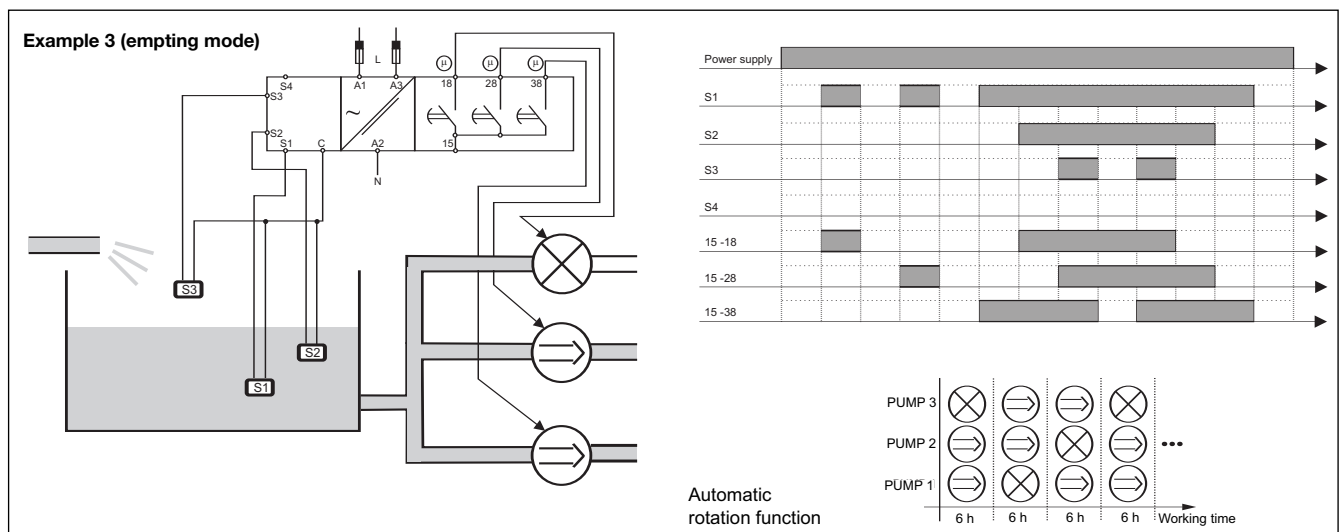 Example 3 (empting mode)
L
S4
S3
S2
S1
C
A1
A3
A2
N
~
μ
μ
μ
18
28
38
15
S3
S2
S1
Power supply
S1
S2
S3
S4
15 -18
15 -28
15 -38
PUMP 3
PUMP 2
PUMP 1
•••
6 h
6 h
6 h
6 h
Working time
Automatic
rotation function